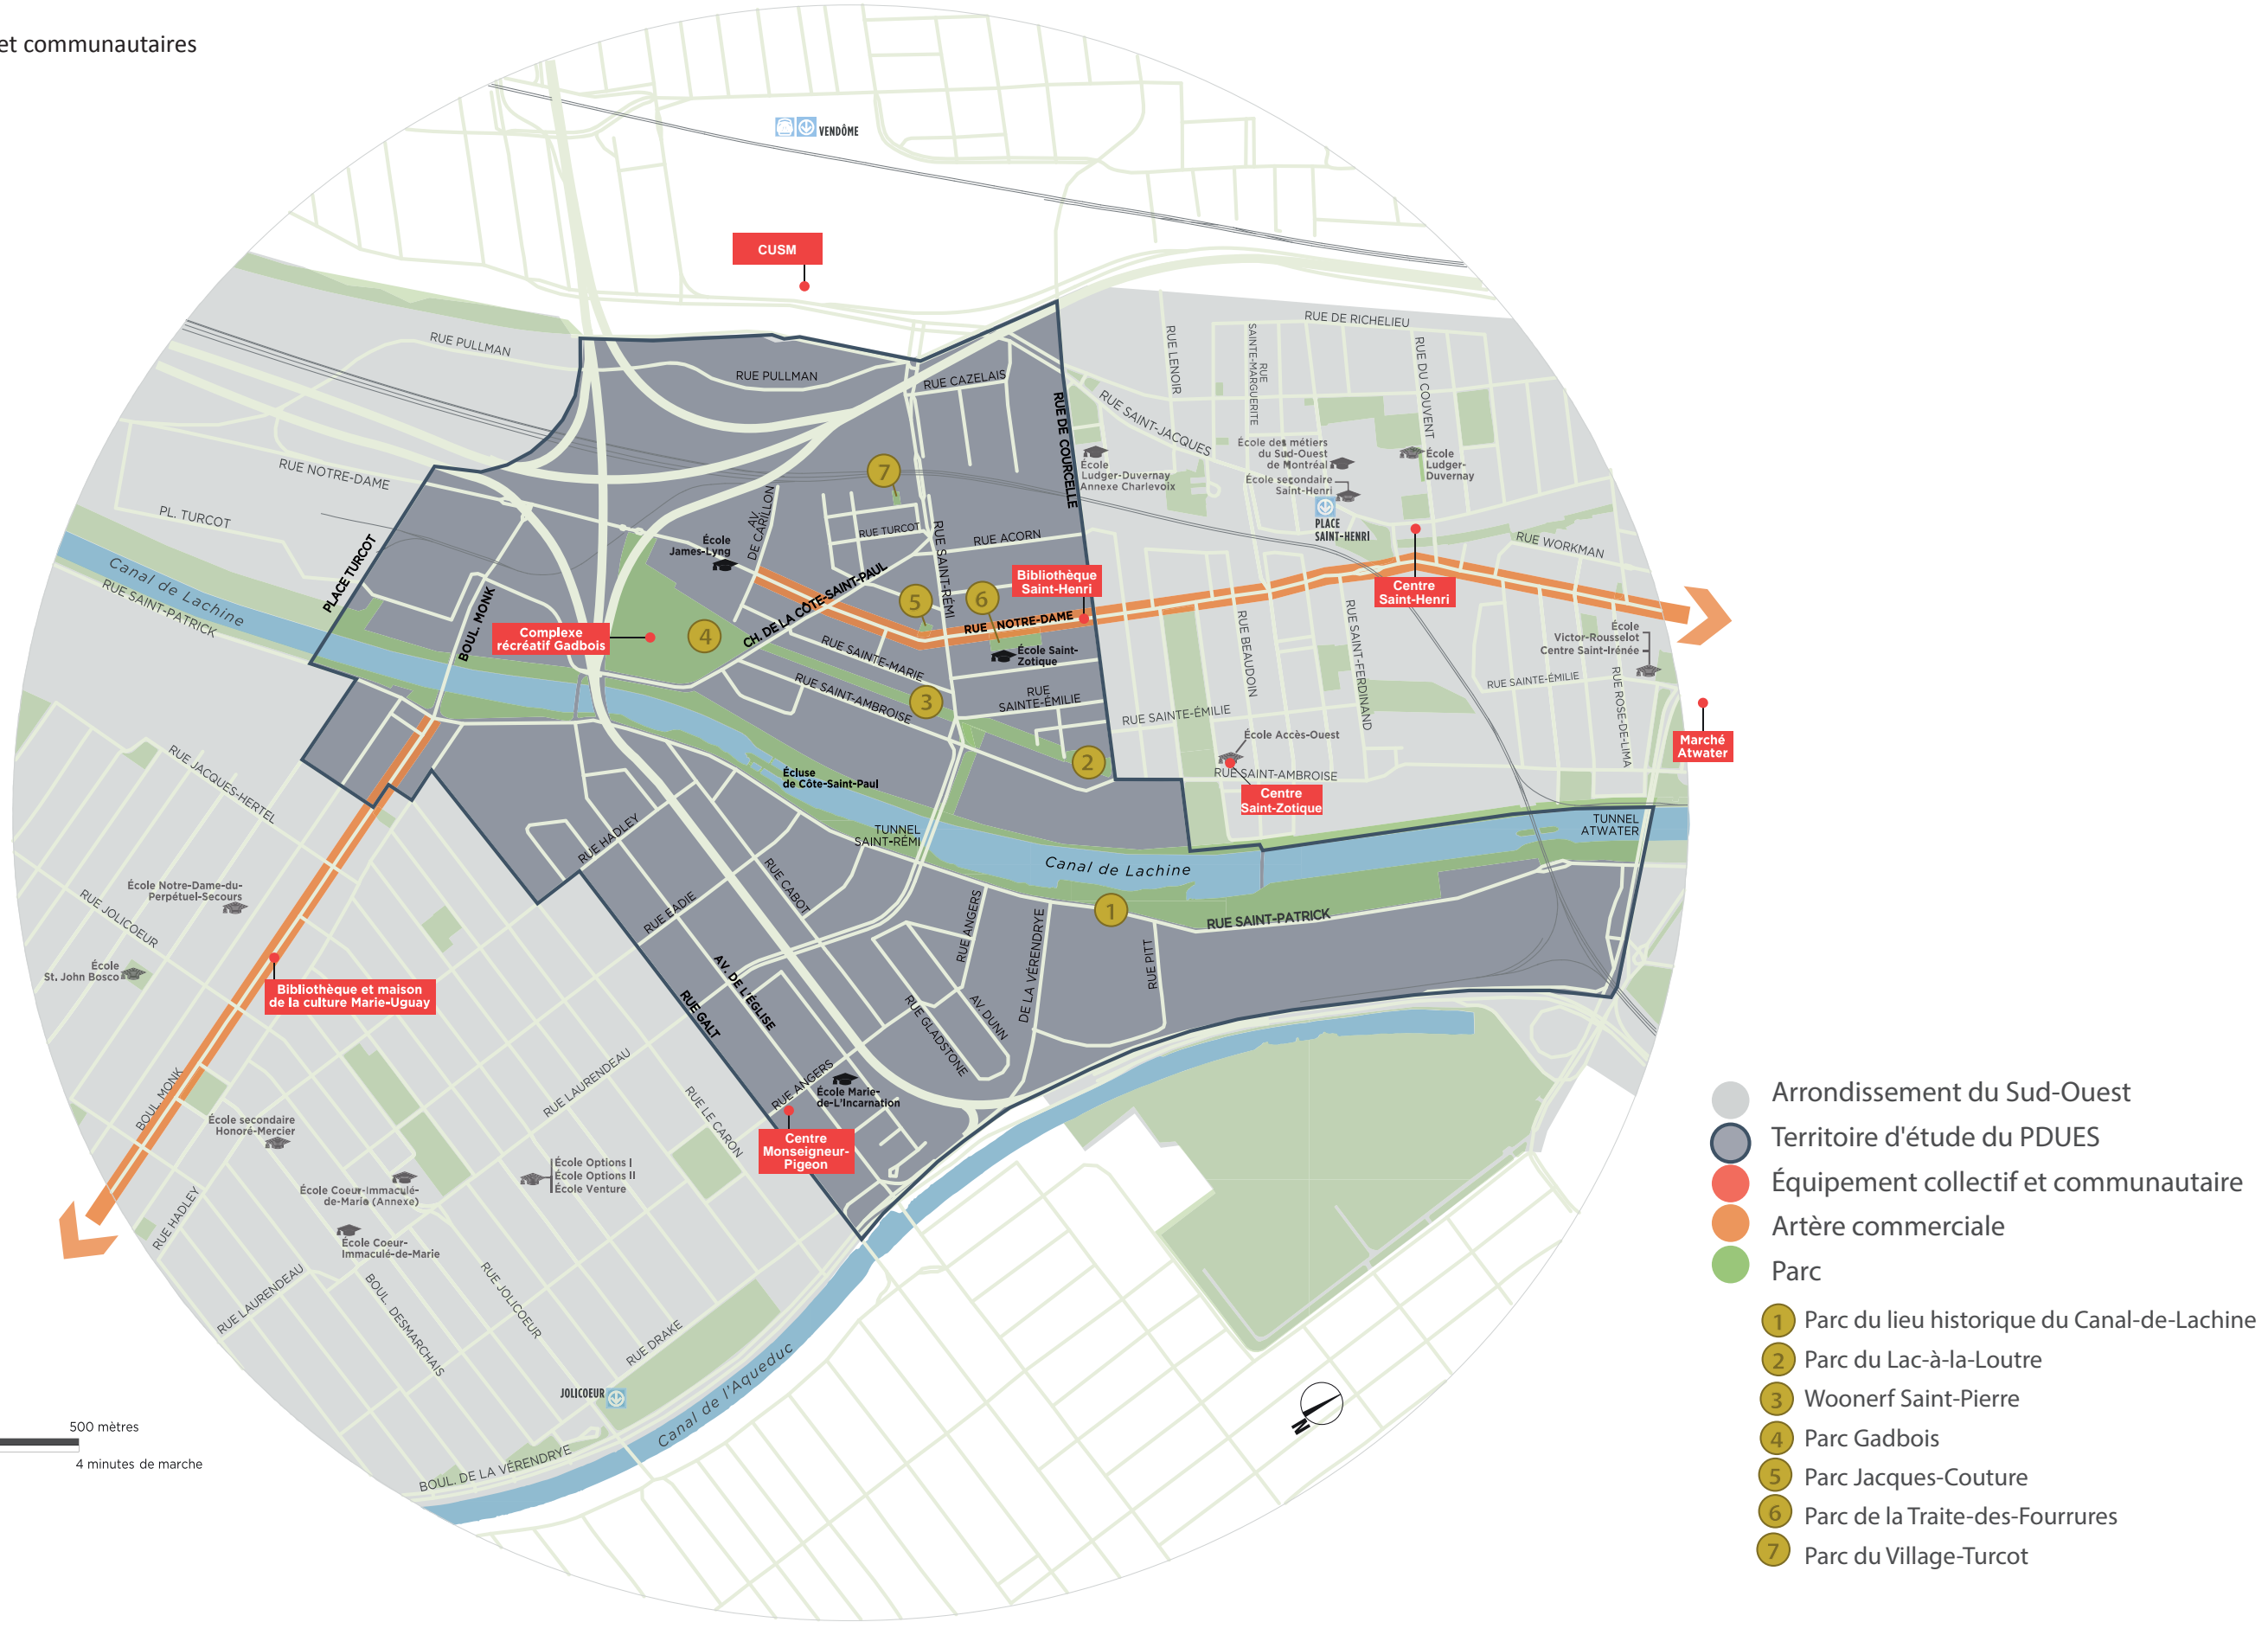 et communautaires
VENDÔME
CUSM
RUE PULLMAN
RUE PULLMAN
RUE CAZELAIS
RUE DE COURCELLE
RUE LENOIR
RUE
SAINTE-MARGUERITE
RUE DE RICHELIEU
RUE DU COUVENT
RUE SAINT-JACQUES
École des métiers
du Sud-Ouest
de Montréal
École secondaire
Saint-Henri
École
Ludger-
Duvernay
École
Ludger-Duvernay
Annexe Charlevoix
PLACE
SAINT-HENRI
RUE NOTRE-DAME
PL. TURCOT
PLACE TURCOT
Canal de Lachine
RUE SAINT-PATRICK
BOUL. MONK
7
AV.
DE CARILLON
École
James-Lyng
RUE TURCOT
RUE SAINT-RÉMI
RUE ACORN
CH. DE LA CÔTE-SAINT-PAUL
5
6
Bibliothèque
Saint-Henri
Centre
Saint-Henri
RUE WORKMAN
Complexe
récréatif Gadbois
4
RUE NOTRE-DAME
École Saint-
Zotique
RUE SAINTE-MARIE
RUE SAINT-AMBROISE
3
RUE
SAINTE-ÉMILIE
RUE SAINTE-ÉMILIE
RUE BEAUDOIN
RUE SAINT-FERDINAND
École
Victor-Rousselot
Centre Saint-Irénée
RUE SAINTE-ÉMILIE
RUE ROSE-DE-LIMA
Marché
Atwater
2
École Accès-Ouest
RUE SAINT-AMBROISE
Centre
Saint-Zotique
Écluse
de Côte-Saint-Paul
TUNNEL
SAINT-RÉMI
TUNNEL
ATWATER
Canal de Lachine
1
RUE SAINT-PATRICK
RUE JACQUES-HERTEL
RUE HADLEY
RUE CABOT
RUE EADIE
École Notre-Dame-du-
Perpétuel-Secours
RUE JOLICOEUR
École
St. John Bosco
Bibliothèque et maison
de la culture Marie-Uguay
RUE ANGERS
DE LA VÉRENDRYE
RUE PITT
AV. DE L'ÉGLISE
RUE GALT
RUE GLADSTONE
AV. DUNN
RUE ANGERS
École Marie-
de-L'Incarnation
Centre
Monseigneur-
Pigeon
BOUL. MONK
École secondaire
Honoré-Mercier
RUE LAURENDEAU
RUE LE CARON
École Options I
École Options II
École Venture
École Coeur-Immaculé-
de-Marie (Annexe)
École Coeur-
Immaculé-de-Marie
RUE HADLEY
RUE LAURENDEAU
BOUL. DESMARCHAIS
RUE JOLICOEUR
RUE DRAKE
JOLICOEUR
Canal de l'Aqueduc
BOUL. DE LA VÉRENDRYE
N
500 mètres
4 minutes de marche
Arrondissement du Sud-Ouest
Territoire d'étude du PDUES
Équipement collectif et communautaire
Artère commerciale
Parc
1 Parc du lieu historique du Canal-de-Lachine
2 Parc du Lac-à-la-Loutre
3 Woonerf Saint-Pierre
4 Parc Gadbois
5 Parc Jacques-Couture
6 Parc de la Traite-des-Fourrures
7 Parc du Village-Turcot